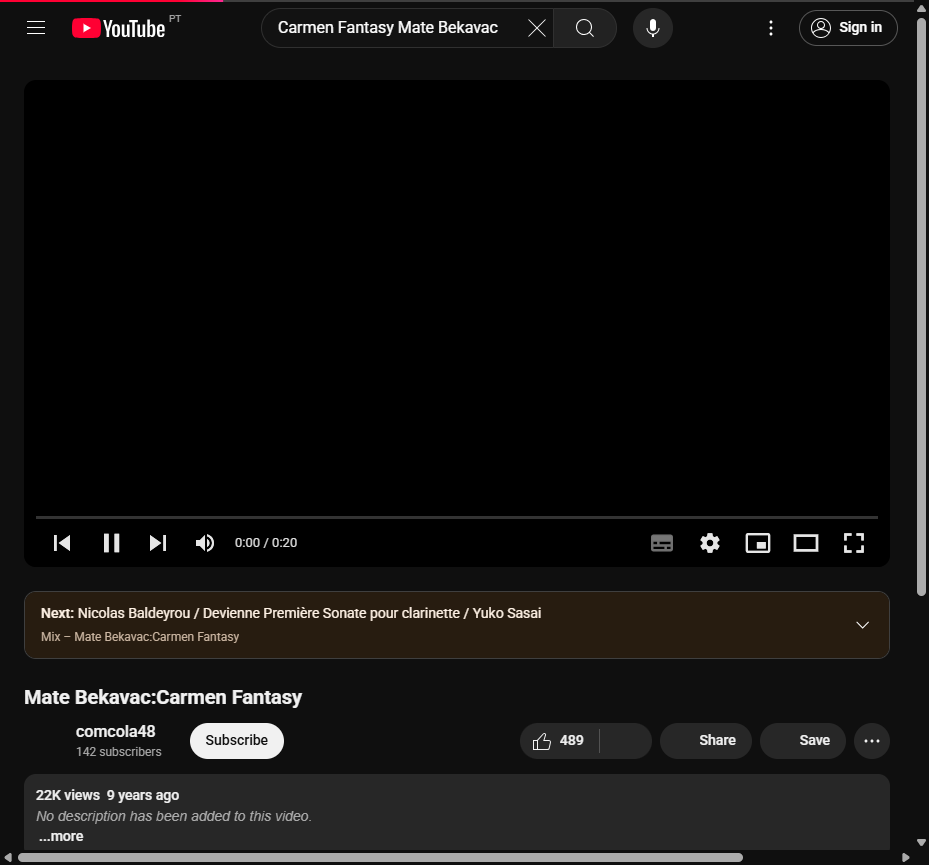 YouTube PT
Carmen Fantasy Mate Bekavac
Sign in
0:00 / 0:20
Next: Nicolas Baldeyrou / Devienne Première Sonate pour clarinette / Yuko Sasai
Mix – Mate Bekavac:Carmen Fantasy
Mate Bekavac:Carmen Fantasy
comcola48
142 subscribers
Subscribe
489
Share
Save
22K views 9 years ago
No description has been added to this video.
...more